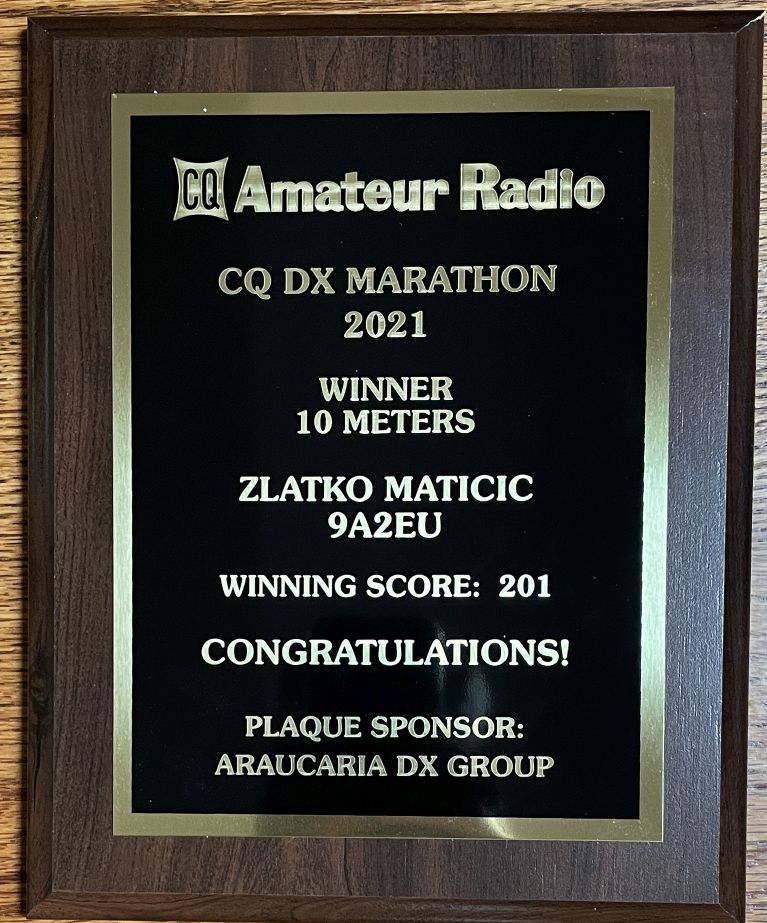 CQ Amateur Radio
CQ DX MARATHON
2021
WINNER
10 METERS
ZLATKO MATICIC
9A2EU
WINNING SCORE: 201
CONGRATULATIONS!
PLAQUE SPONSOR:
ARAUCARIA DX GROUP